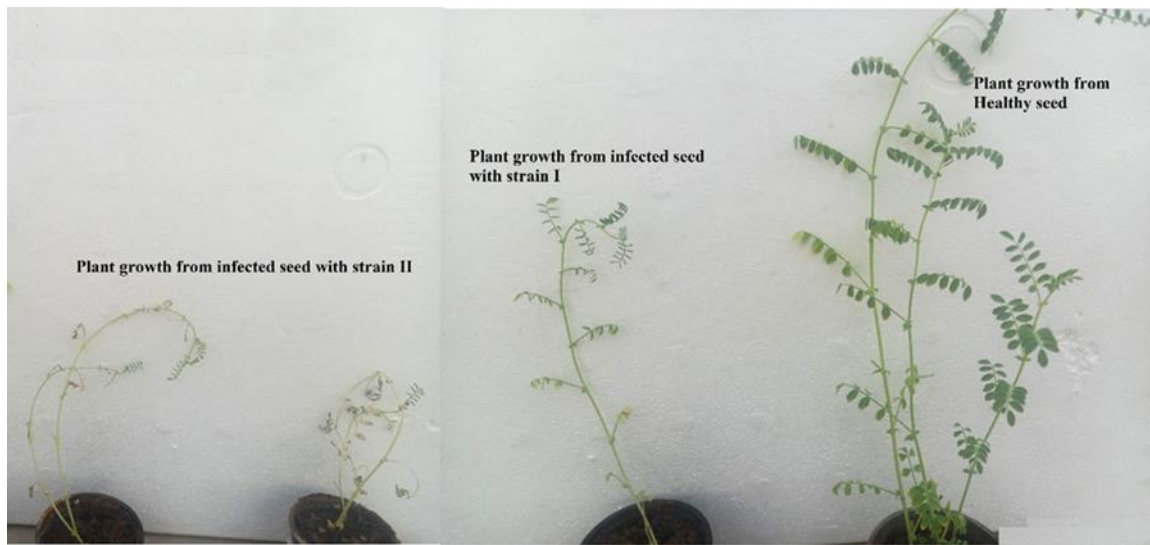 Plant growth from infected seed with strain II
Plant growth from infected seed
with strain I
Plant growth from
Healthy seed